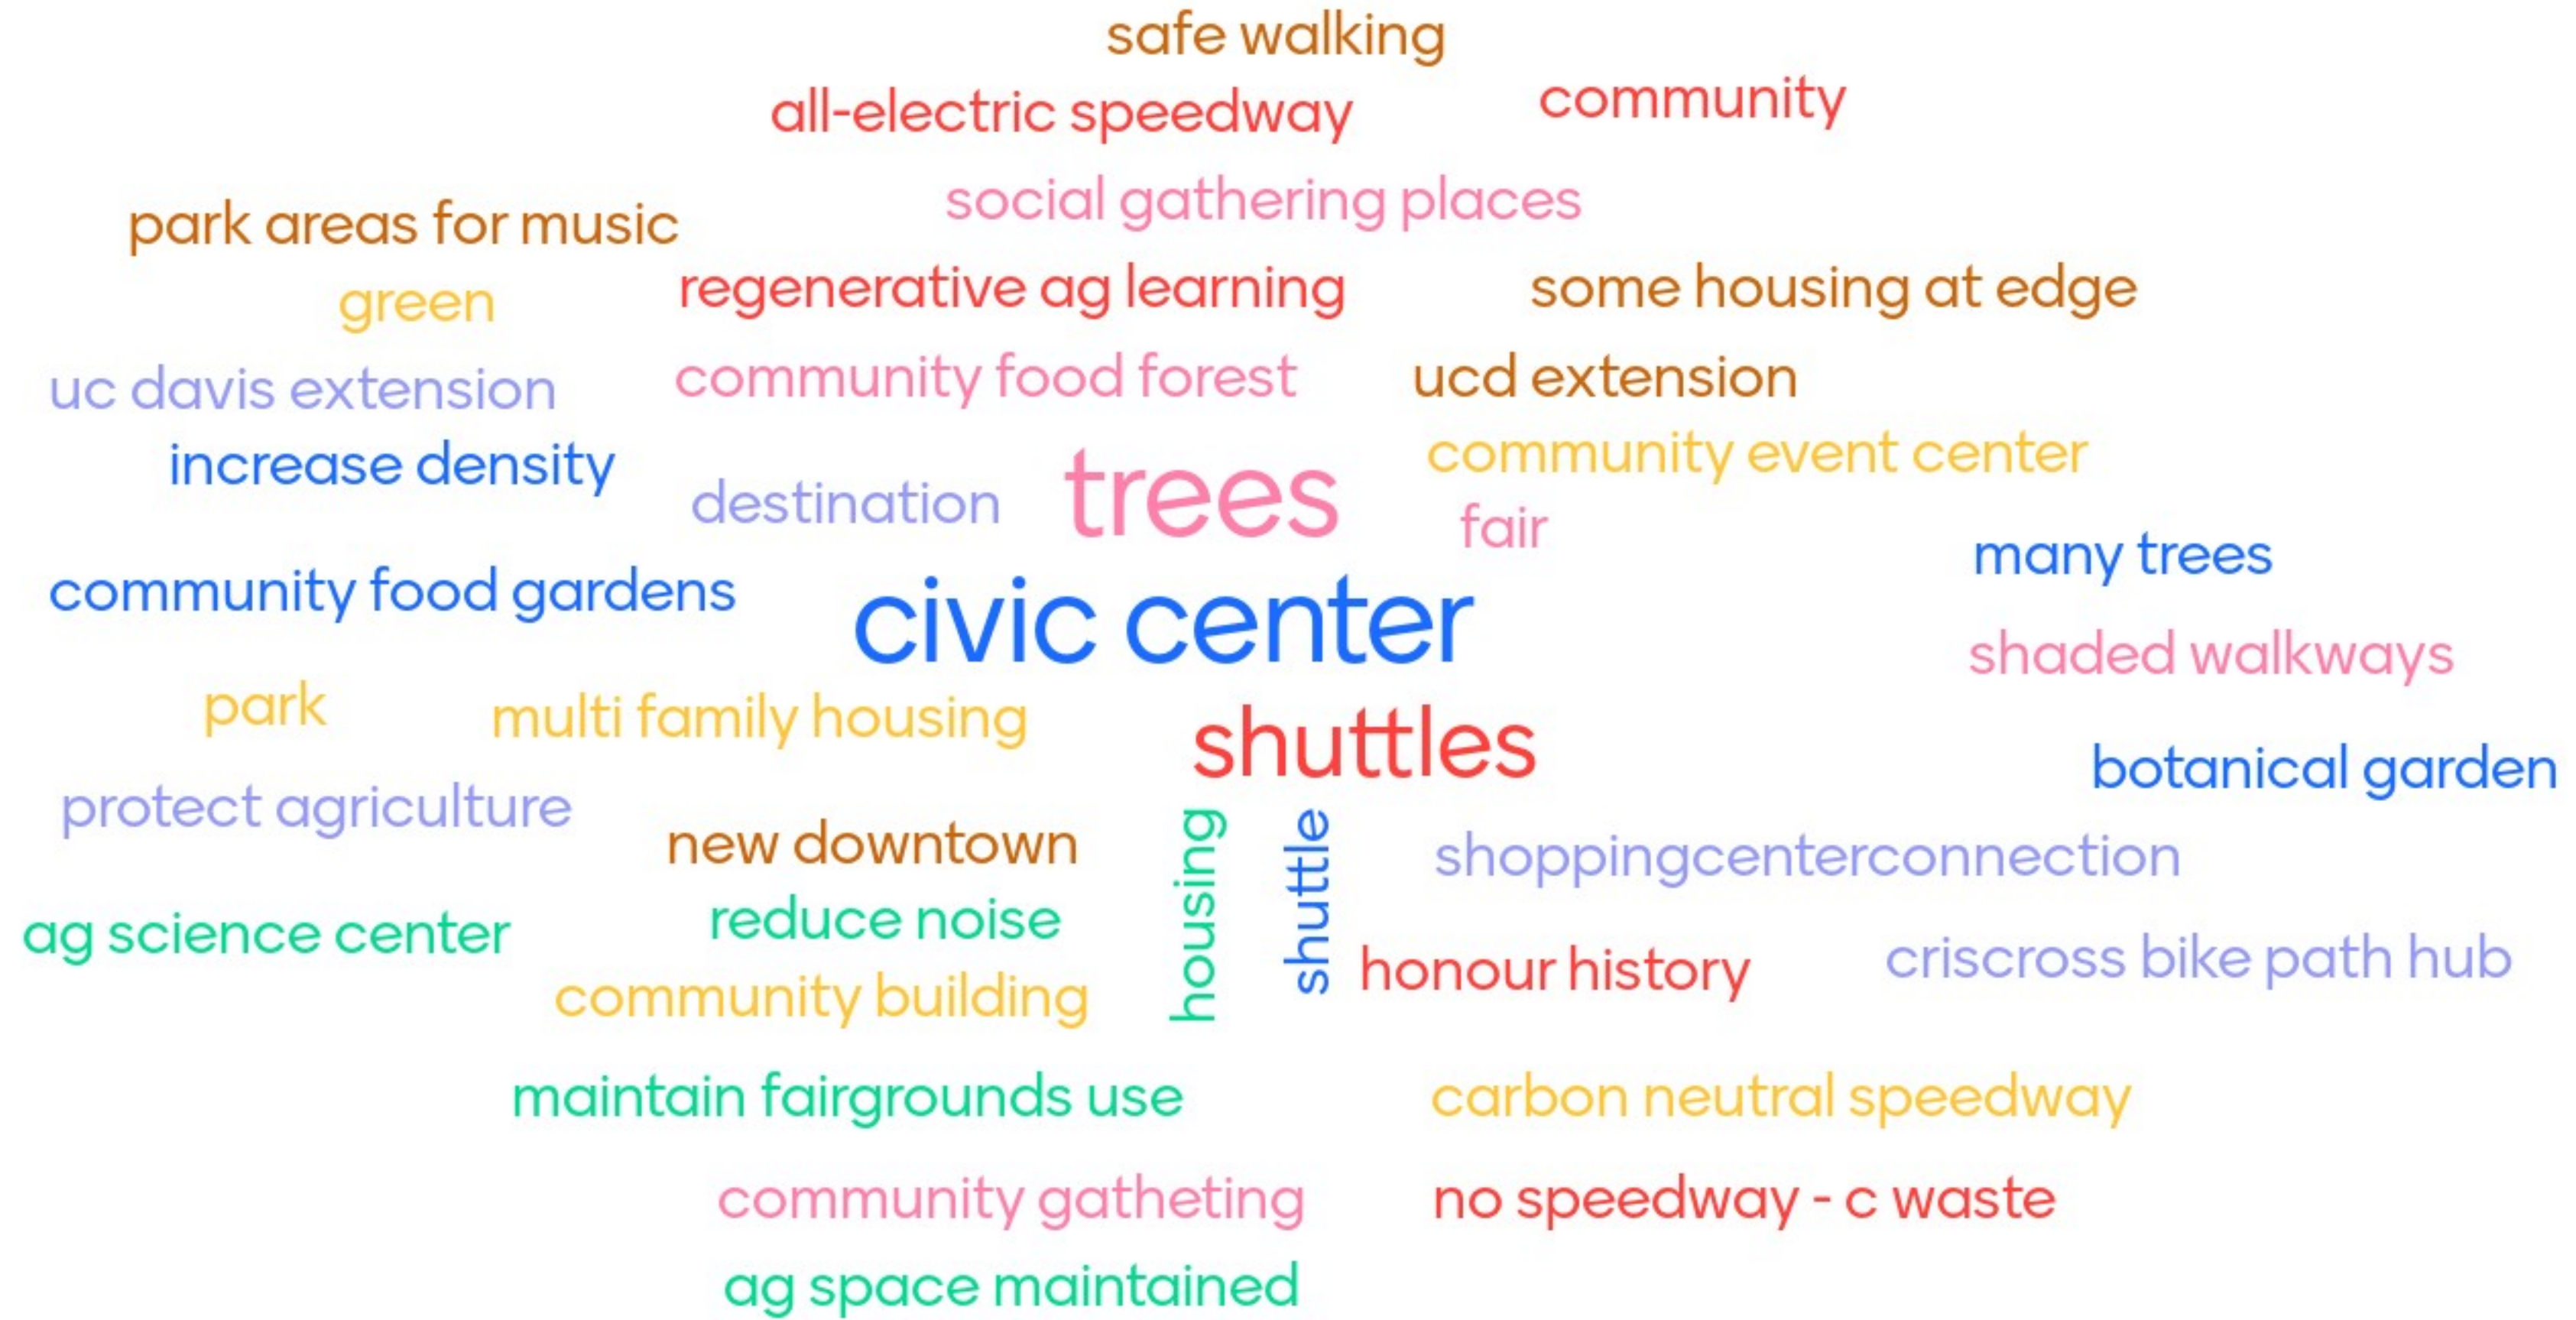 safe walking
all-electric speedway
community
social gathering places
park areas for music
green
regenerative ag learning
some housing at edge
uc davis extension
community food forest
ucd extension
increase density
destination
trees
community event center
fair
many trees
community food gardens
civic center
shaded walkways
park
multi family housing
shuttles
botanical garden
protect agriculture
new downtown
housing
shuttle
shoppingcenterconnection
ag science center
reduce noise
honour history
criscross bike path hub
community building
maintain fairgrounds use
carbon neutral speedway
community gatheting
no speedway - c waste
ag space maintained